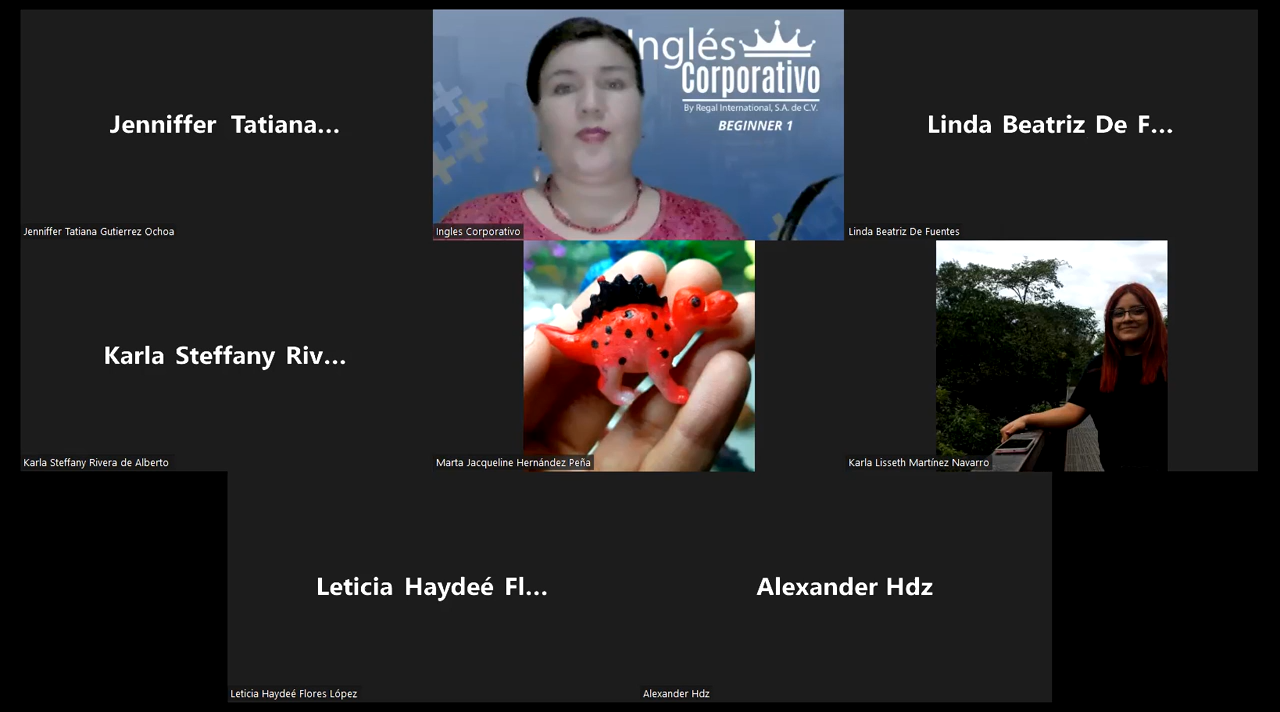 Jenniffer Tatiana...
Jenniffer Tatiana Gutierrez Ochoa
Inglés
Corporativo
By Regal International, S.A. de C.V.
BEGINNER 1
Ingles Corporativo
Linda Beatriz De F...
Linda Beatriz De Fuentes
Karla Steffany Riv...
Karla Steffany Rivera de Alberto
Marta Jacqueline Hernández Peña
Karla Lisseth Martínez Navarro
Leticia Haydeé Fl...
Leticia Haydeé Flores López
Alexander Hdz
Alexander Hdz